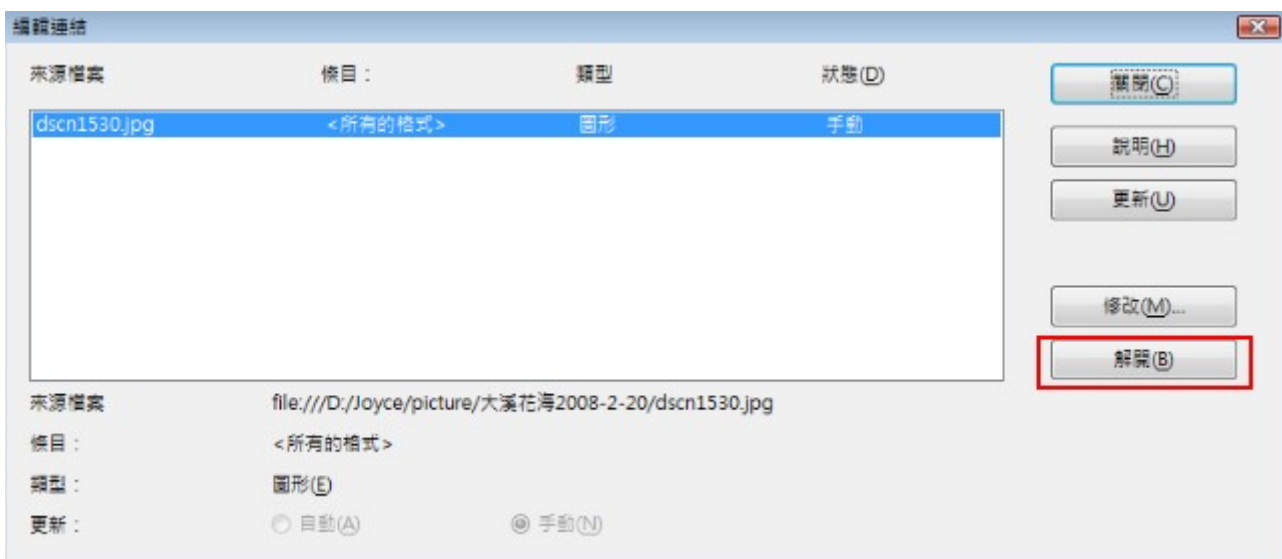 編輯連結
來源檔案 條目： 類型 狀態(D)
關閉(C)
dscn1530.jpg <所有的格式> 圖形 手動
說明(H)
更新(U)
修改(M)...
解開(B)
來源檔案 file:///D:/Joyce/picture/大溪花海2008-2-20/dscn1530.jpg
條目： <所有的格式>
類型： 圖形(E)
更新： 自動(A) 手動(N)